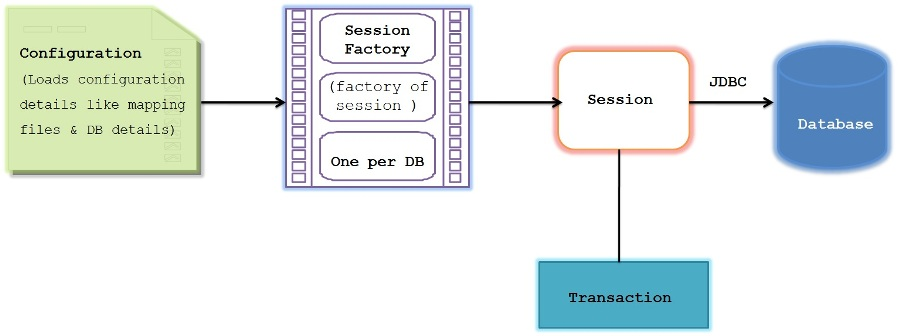 Configuration
(Loads configuration
details like mapping
files & DB details)
Session
Factory
(factory of
session )
One per DB
Session
JDBC
Database
Transaction